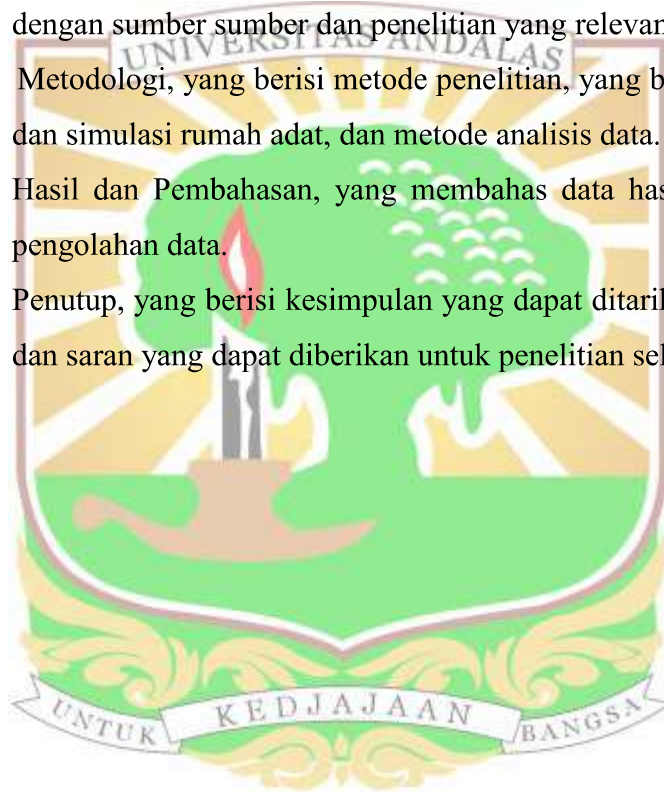 dengan sumber sumber dan penelitian yang relevan
UNIVERSITAS ANDALAS
Metodologi, yang berisi metode penelitian, yang b
dan simulasi rumah adat, dan metode analisis data.
Hasil dan Pembahasan, yang membahas data has
pengolahan data.
Penutup, yang berisi kesimpulan yang dapat ditarik
dan saran yang dapat diberikan untuk penelitian sel
UNTUK KEDJAJAAN BANGSA